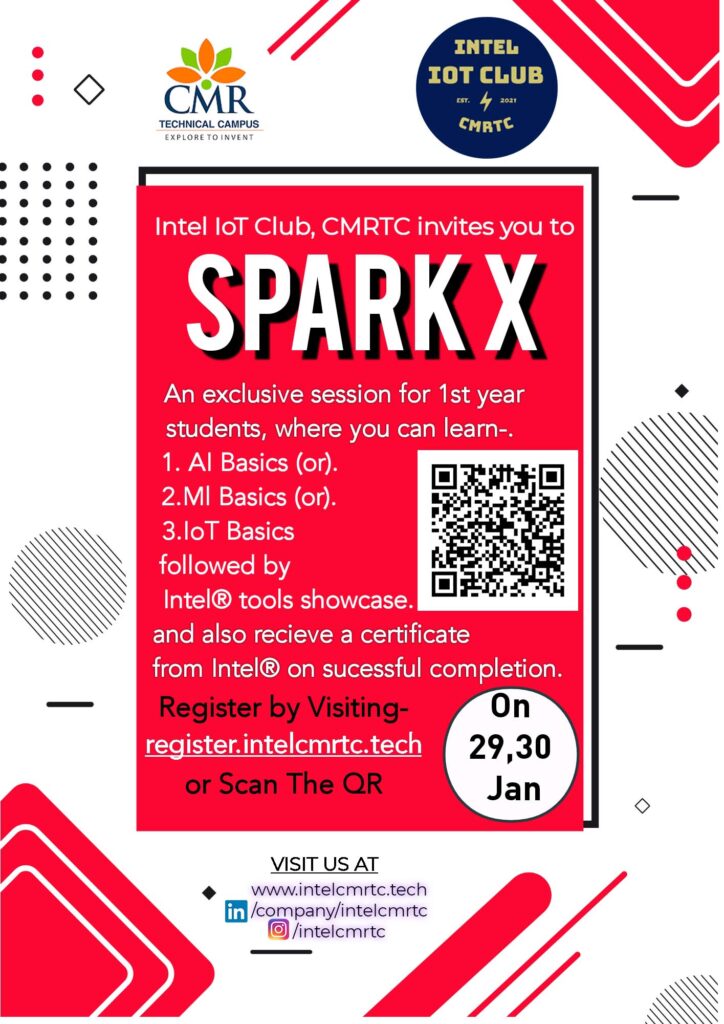 CMR
TECHNICAL CAMPUS
EXPLORE TO INVENT
INTEL
IOT CLUB
EST. 2021
CMRTC
Intel IoT Club, CMRTC invites you to
SPARK X
An exclusive session for 1st year
students, where you can learn-.
1. AI Basics (or).
2.Ml Basics (or).
3.IoT Basics
followed by
Intel® tools showcase.
and also recieve a certificate
from Intel® on sucessful completion.
Register by Visiting-
register.intelcmrtc.tech
or Scan The QR
On
29,30
Jan
VISIT US AT
www.intelcmrtc.tech
in /company/intelcmrtc
/intelcmrtc